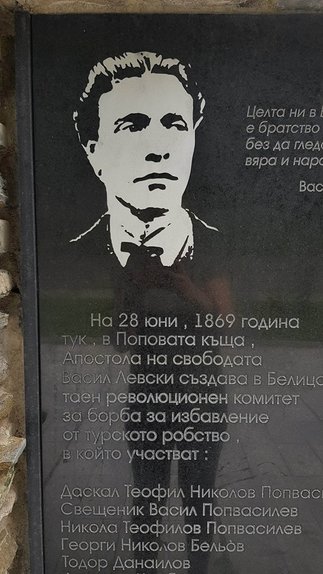 Целта ни в
е братство
без да глед
вяра и наро
Вас
На 28 юни , 1869 година
тук , в Поповата къща ,
Апостола на свободата
Васил Левски създава в Белица
таен революционен комитет
за борба за избавление
от турското робство ,
в който участват :
Даскал Теофил Николов Попвас
Свещеник Васил Попвасилев
Никола Теофилов Попвасилев
Георги Николов Бельов
Тодор Данаилов